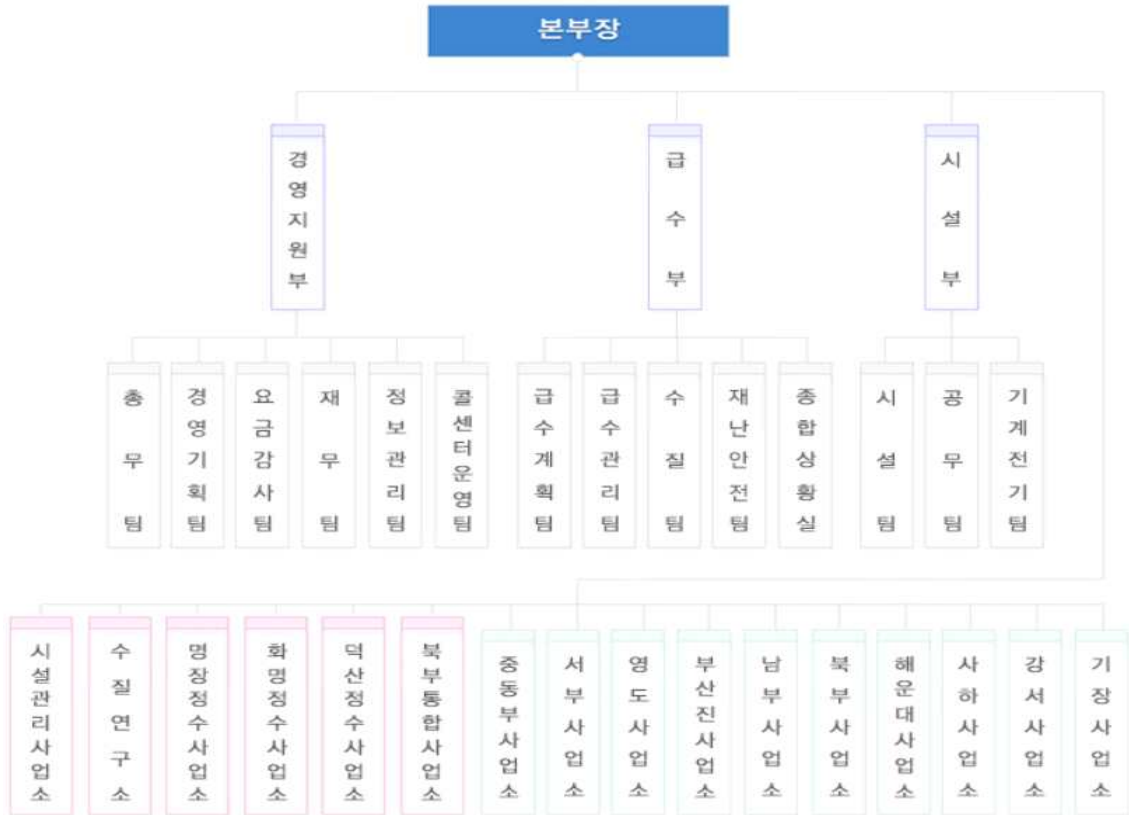 본부장
경영지원부
급수부
시설부
총무팀
경영기획팀
요금감사팀
재무팀
정보관리팀
콜센터운영팀
급수계획팀
급수관리팀
수질팀
재난안전팀
종합상황실
시설팀
공무팀
기계전기팀
시설관리사업소
수질연구소
명장정수사업소
화명정수사업소
덕산정수사업소
북부통합사업소
중동부사업소
서부사업소
영도사업소
부산진사업소
남부사업소
북부사업소
해운대사업소
사하사업소
강서사업소
기장사업소